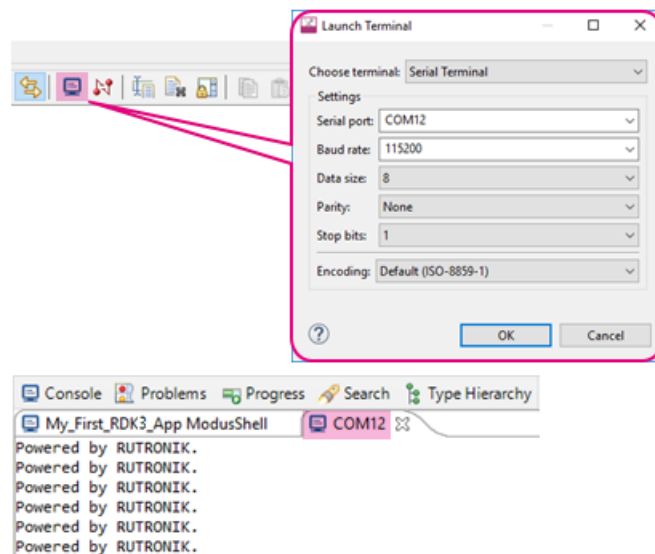 Launch Terminal
Choose terminal: Serial Terminal
Settings
Serial port: COM12
Baud rate: 115200
Data size: 8
Parity: None
Stop bits: 1
Encoding: Default (ISO-8859-1)
OK Cancel
Console Problems Progress Search Type Hierarchy
My_First_RDK3_App ModusShell COM12
Powered by RUTRONIK.
Powered by RUTRONIK.
Powered by RUTRONIK.
Powered by RUTRONIK.
Powered by RUTRONIK.
Powered by RUTRONIK.